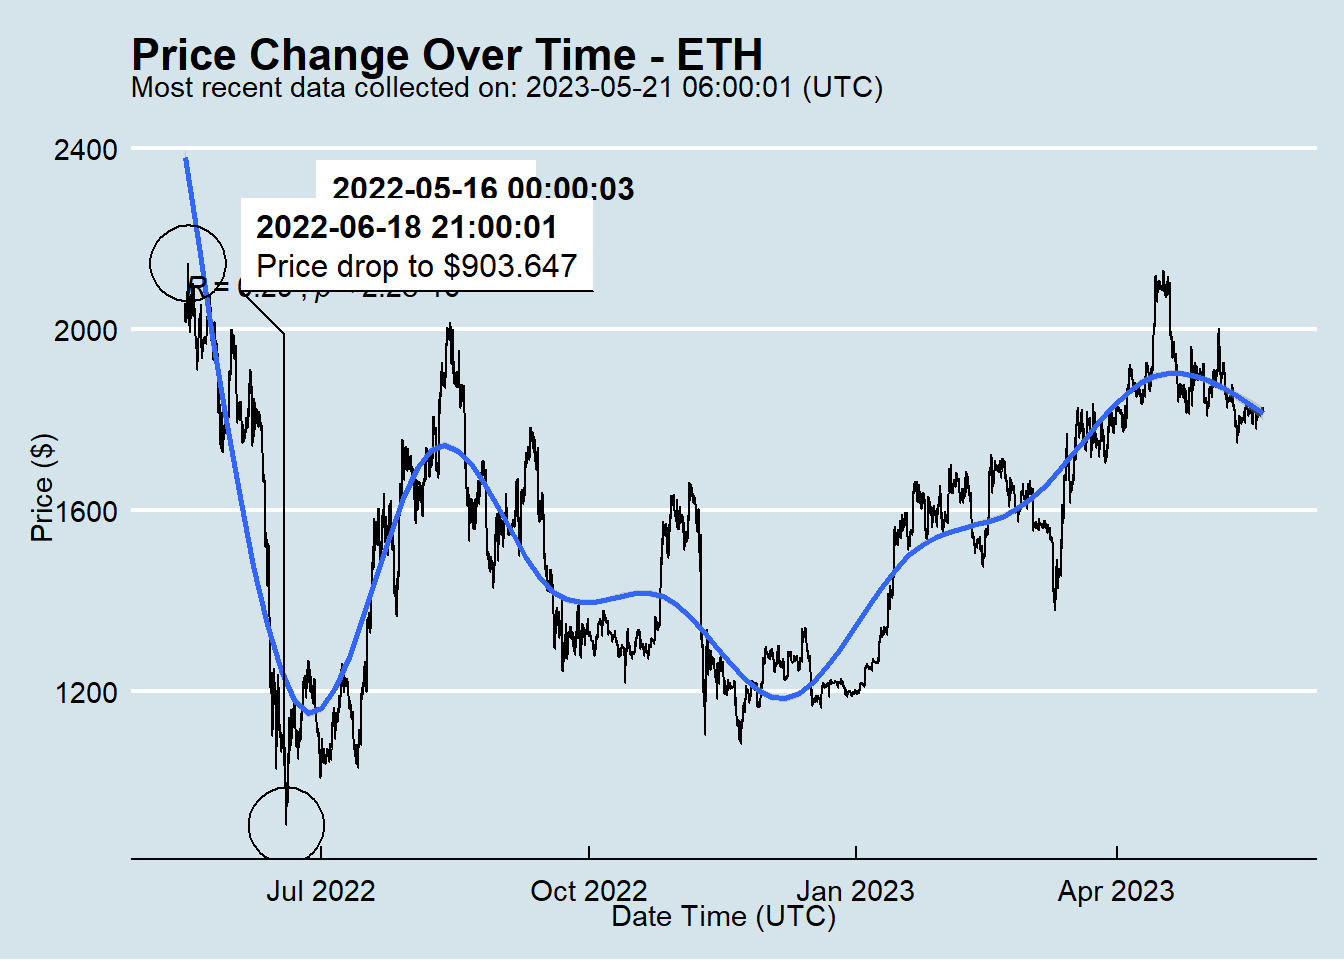 Price Change Over Time - ETH
Most recent data collected on: 2023-05-21 06:00:01 (UTC)
2400
2022-05-16 00:00:03
2022-06-18 21:00:01
Price drop to $903.647
R =
2000
Price ($)
1600
1200
Jul 2022
Oct 2022
Jan 2023
Apr 2023
Date Time (UTC)